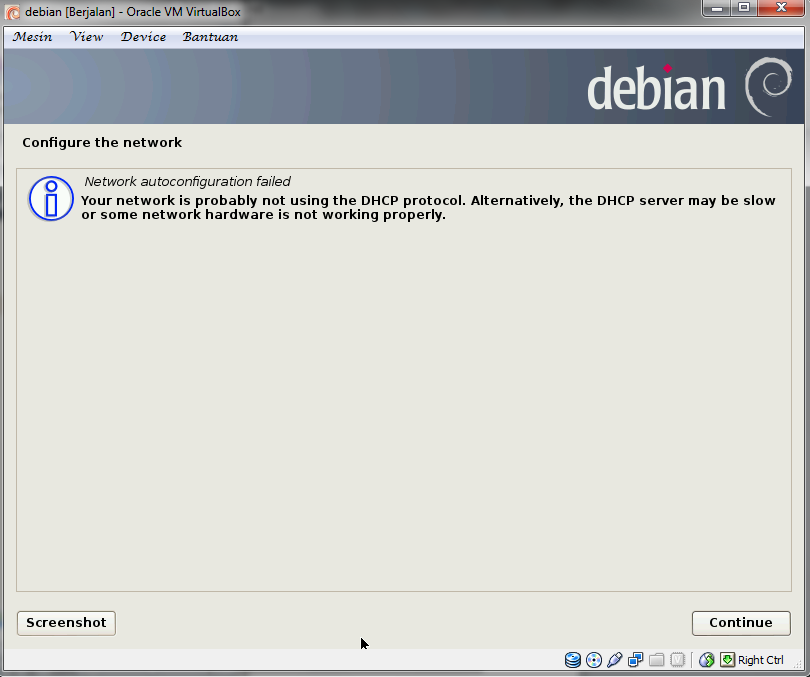 debian [Berjalan] - Oracle VM VirtualBox
Mesin View Device Bantuan
debian
Configure the network
Network autoconfiguration failed
Your network is probably not using the DHCP protocol. Alternatively, the DHCP server may be slow
or some network hardware is not working properly.
Screenshot Continue
Right Ctrl